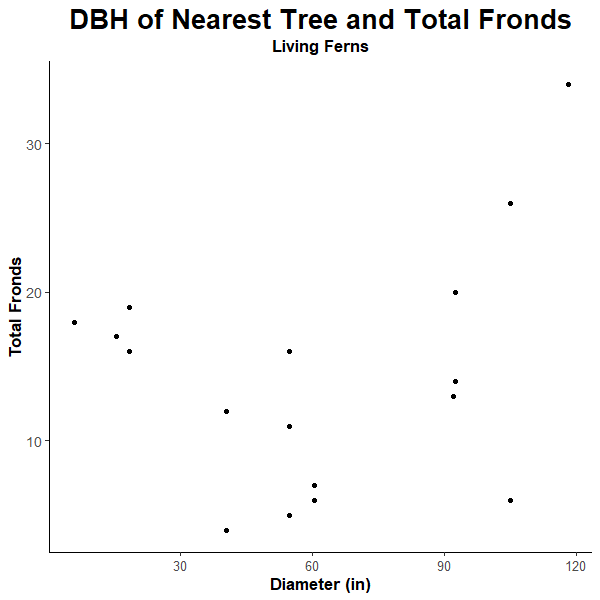 DBH of Nearest Tree and Total Fronds
Living Ferns
30
20
10
Total Fronds
30 60 90 120
Diameter (in)